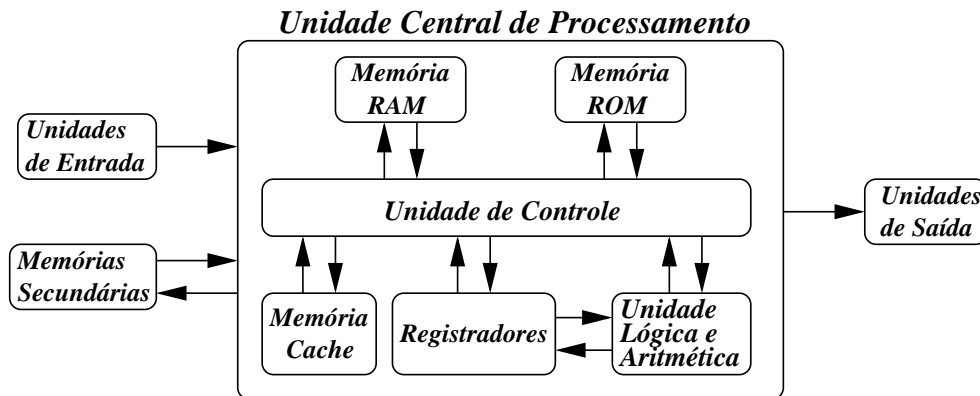 Unidade Central de Processamento
Memória
RAM
Memória
ROM
Unidades
de Entrada
Unidade de Controle
Unidades
de Saída
Memórias
Secundárias
Memória
Cache
Registradores
Unidade
Lógica e
Aritmética